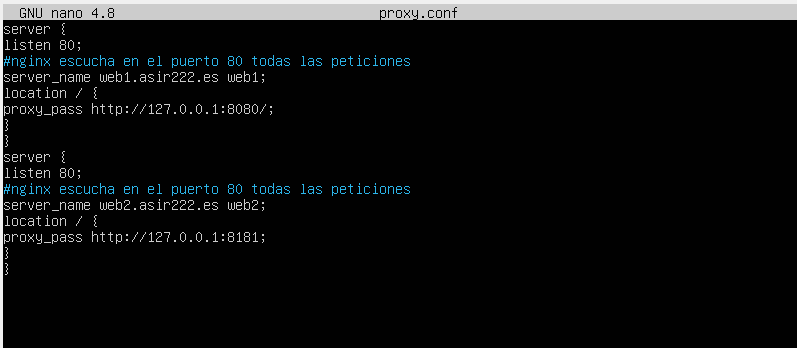 GNU nano 4.8 proxy.conf
server {
listen 80;
#nginx escucha en el puerto 80 todas las peticiones
server_name web1.asir222.es web1;
location / {
proxy_pass http://127.0.0.1:8080/;
}
}
server {
listen 80;
#nginx escucha en el puerto 80 todas las peticiones
server_name web2.asir222.es web2;
location / {
proxy_pass http://127.0.0.1:8181;
}
}